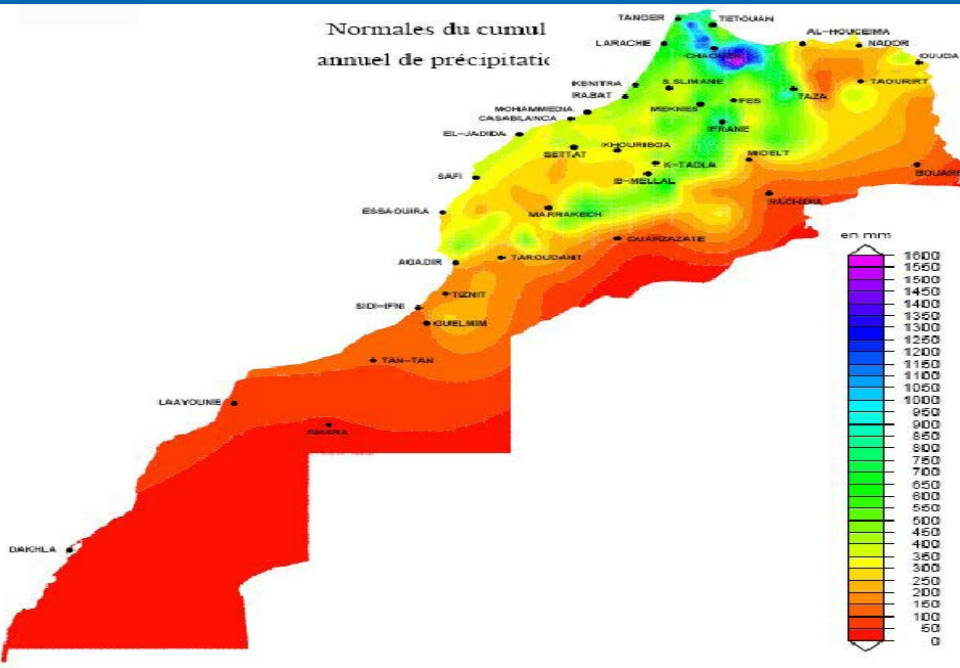 Normales du cumul
annuel de précipitatic
TANGER
TETOUAN
LARACHE
AL-HOUCEIMA
NADOR
OUJDA
KENITRA
S.SLIMANE
TAOURIRT
RABAT
TAZA
MOHAMMEDIA
MEKNES
FES
CASABLANCA
IFRANE
EL-JADIDA
KHOURIBGA
SETTAT
MIDELT
K-TADLA
BOUARF
SAFI
B-MELLAL
RACHIDIA
ESSAOUIRA
MARRAKECH
OUARZAZATE
en mm
AGADIR
TAROUDANT
TIZNIT
SIDI-IFNI
GUELMIM
TAN-TAN
LAAYOUNE
SMARA
DAKHLA
1600
1550
1500
1450
1400
1350
1300
1250
1200
1150
1100
1050
1000
950
900
850
800
750
700
650
600
550
500
450
400
350
300
250
200
150
100
50
0